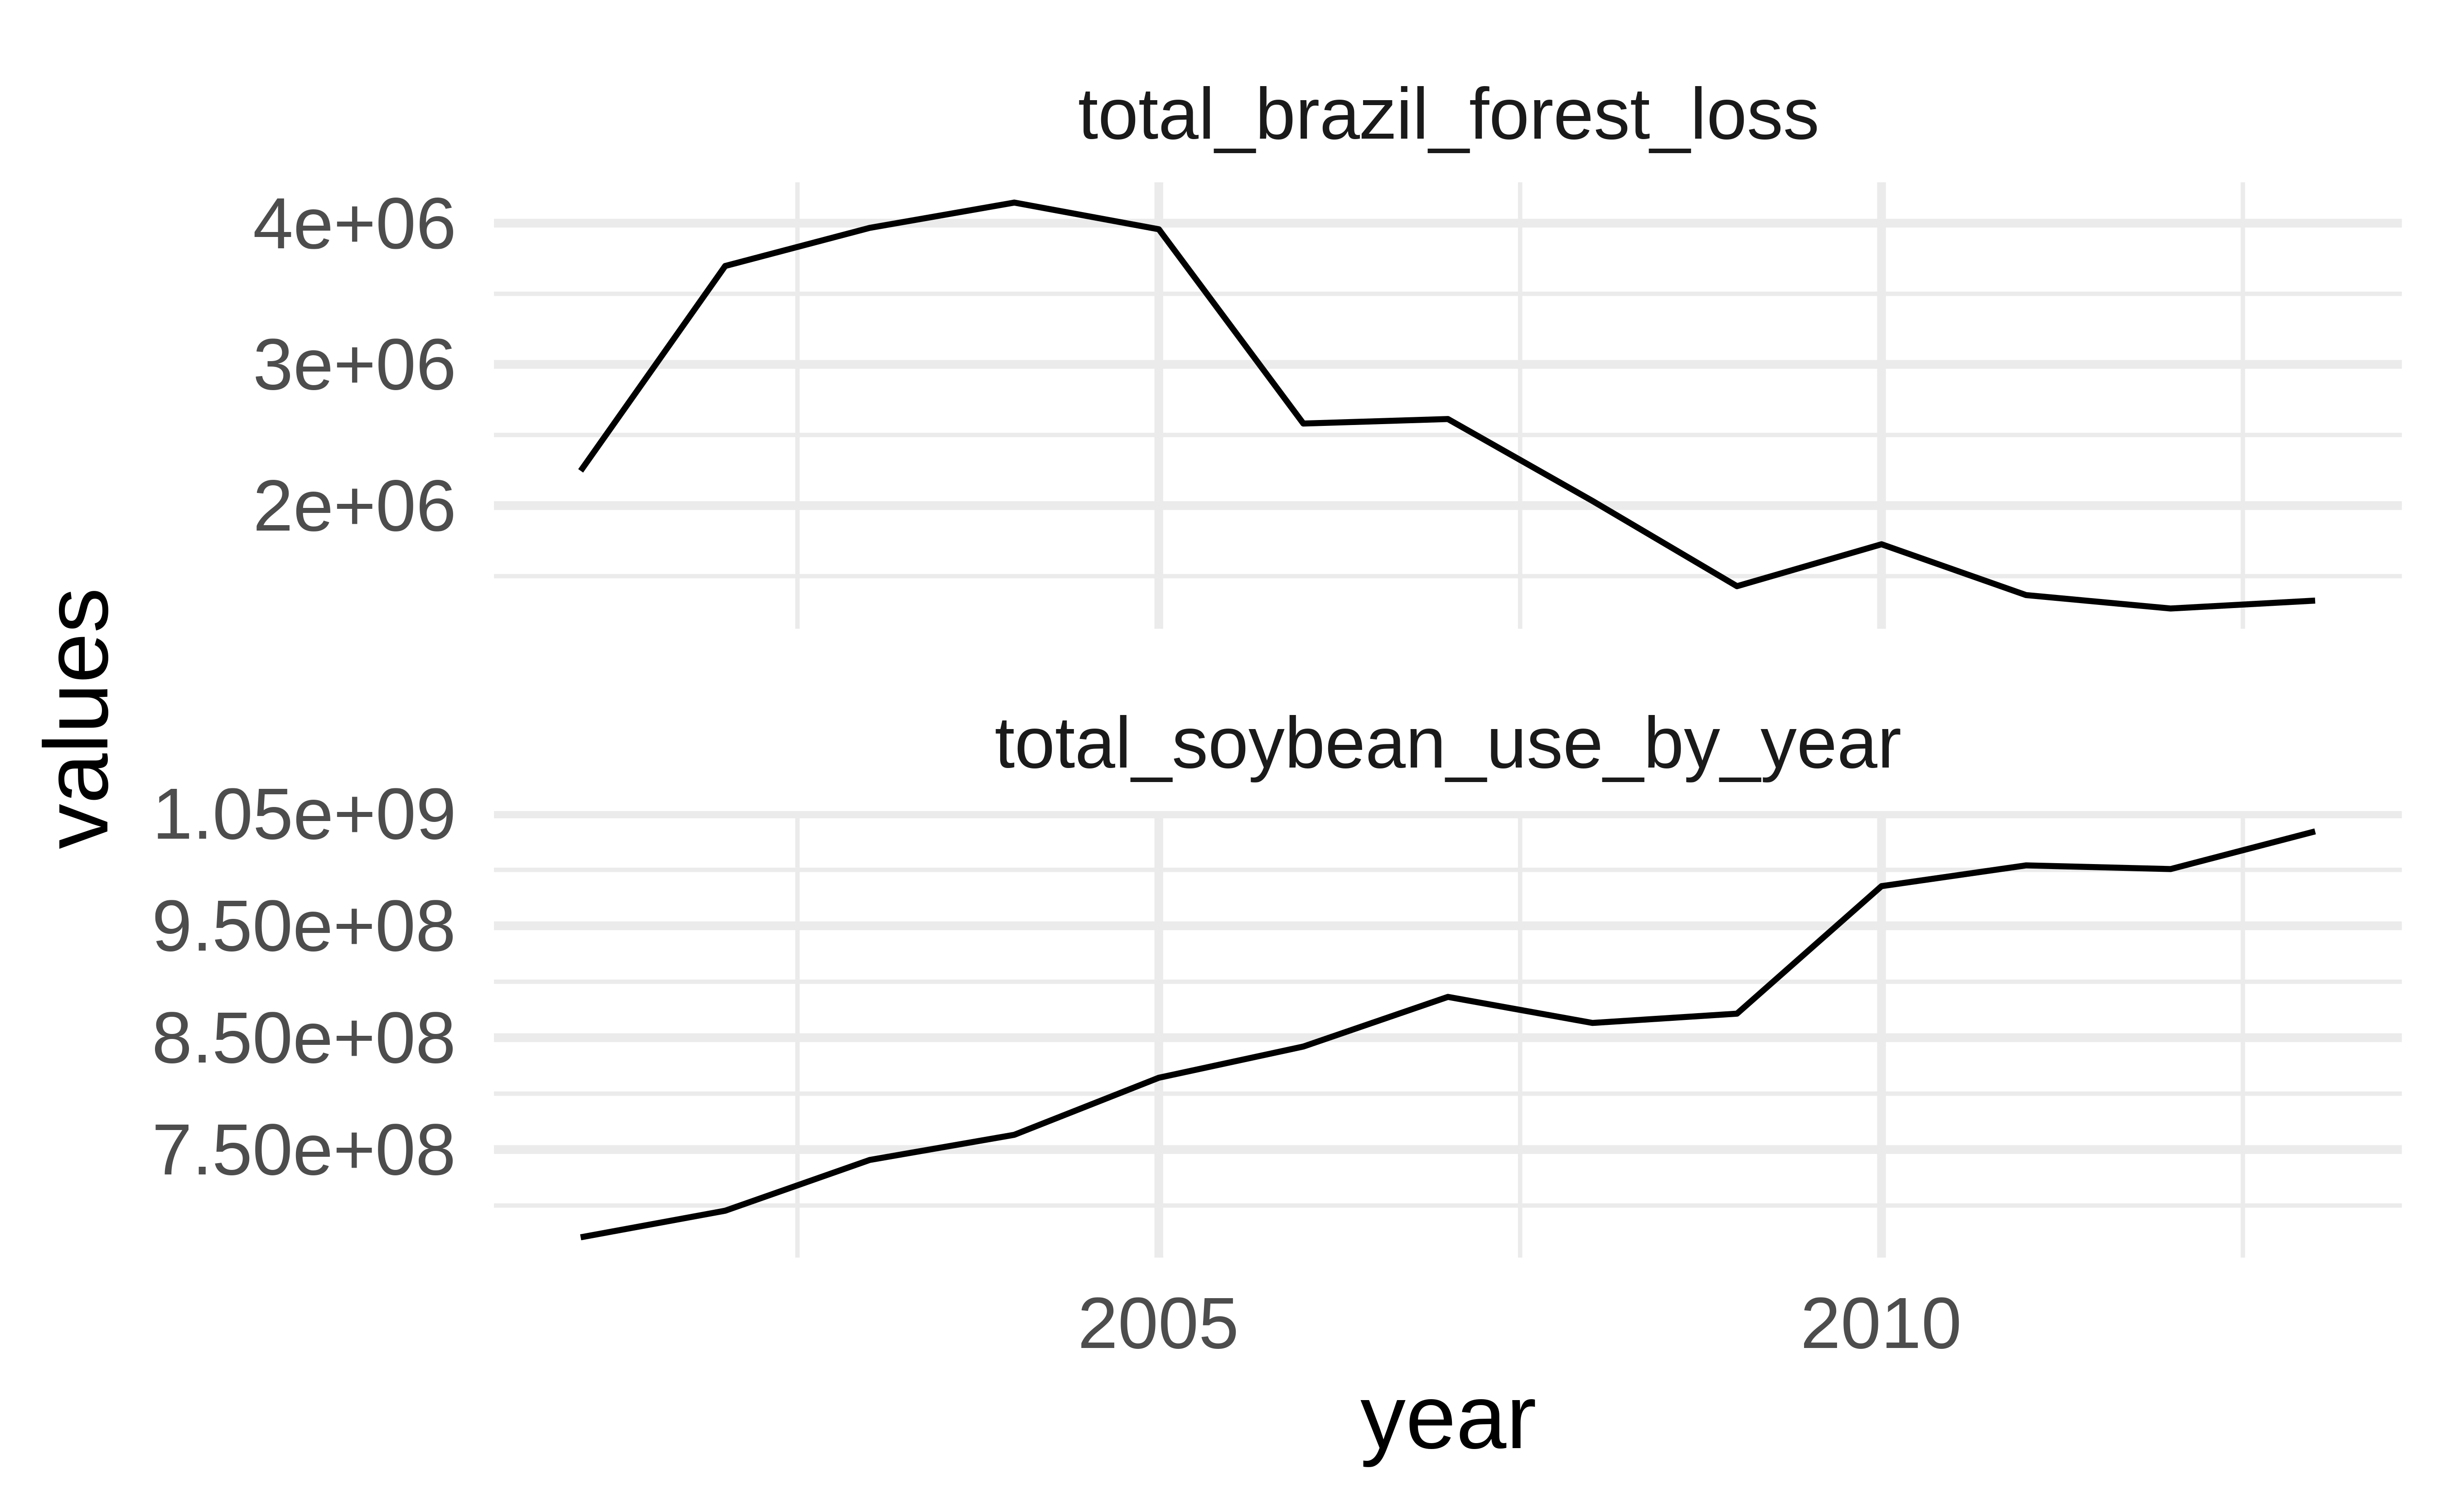 total_brazil_forest_loss
4e+06
3e+06
2e+06
values
total_soybean_use_by_year
1.05e+09
9.50e+08
8.50e+08
7.50e+08
2005 2010
year